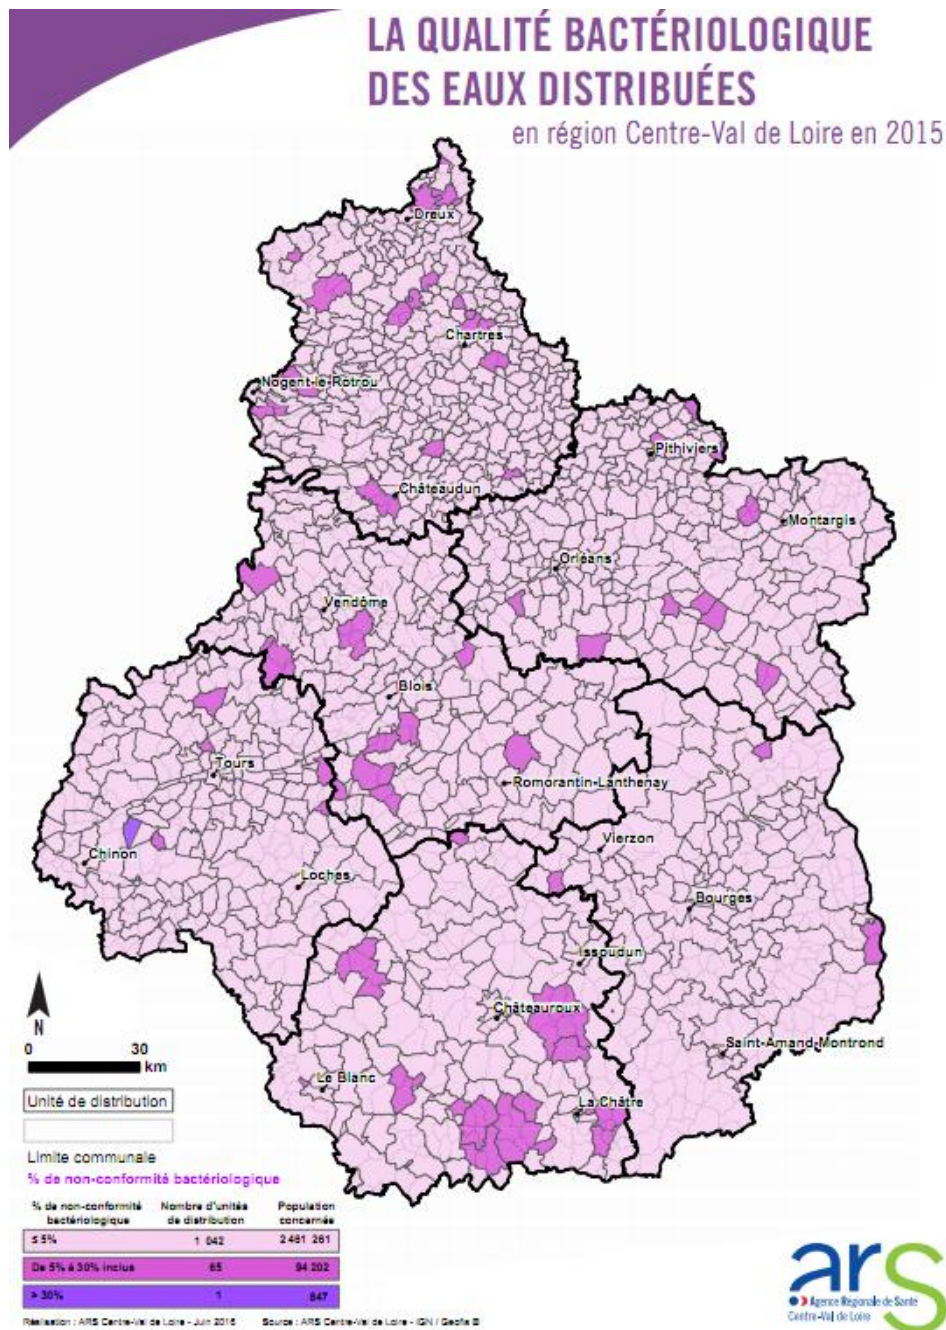 LA QUALITÉ BACTÉRIOLOGIQUE
DES EAUX DISTRIBUÉES
en région Centre-Val de Loire en 2015
Dreux
Chartres
Nogent-le-Rotrou
Pithiviers
Châteaudun
Montargis
Orléans
Vendôme
Blois
Tours
Romorantin-Lanthenay
Vierzon
Chinon
Loches
Bourges
Issoudun
Châteauroux
Saint-Amand-Montrond
Le Blanc
La Châtre
N
0 30
km
Unité de distribution
Limite communale
% de non-conformité bactériologique
% de non-conformité bactériologique
Nombre d'unités de distribution
Population concernée
≤ 5% 1 042 2 461 261
De 5% à 30% inclus 65 94 202
> 30% 1 847
Réalisation : ARS Centre-Val de Loire - Juin 2016 Source : ARS Centre-Val de Loire - IGN / Geofla ®
ars
Agence Régionale de Santé
Centre-Val de Loire